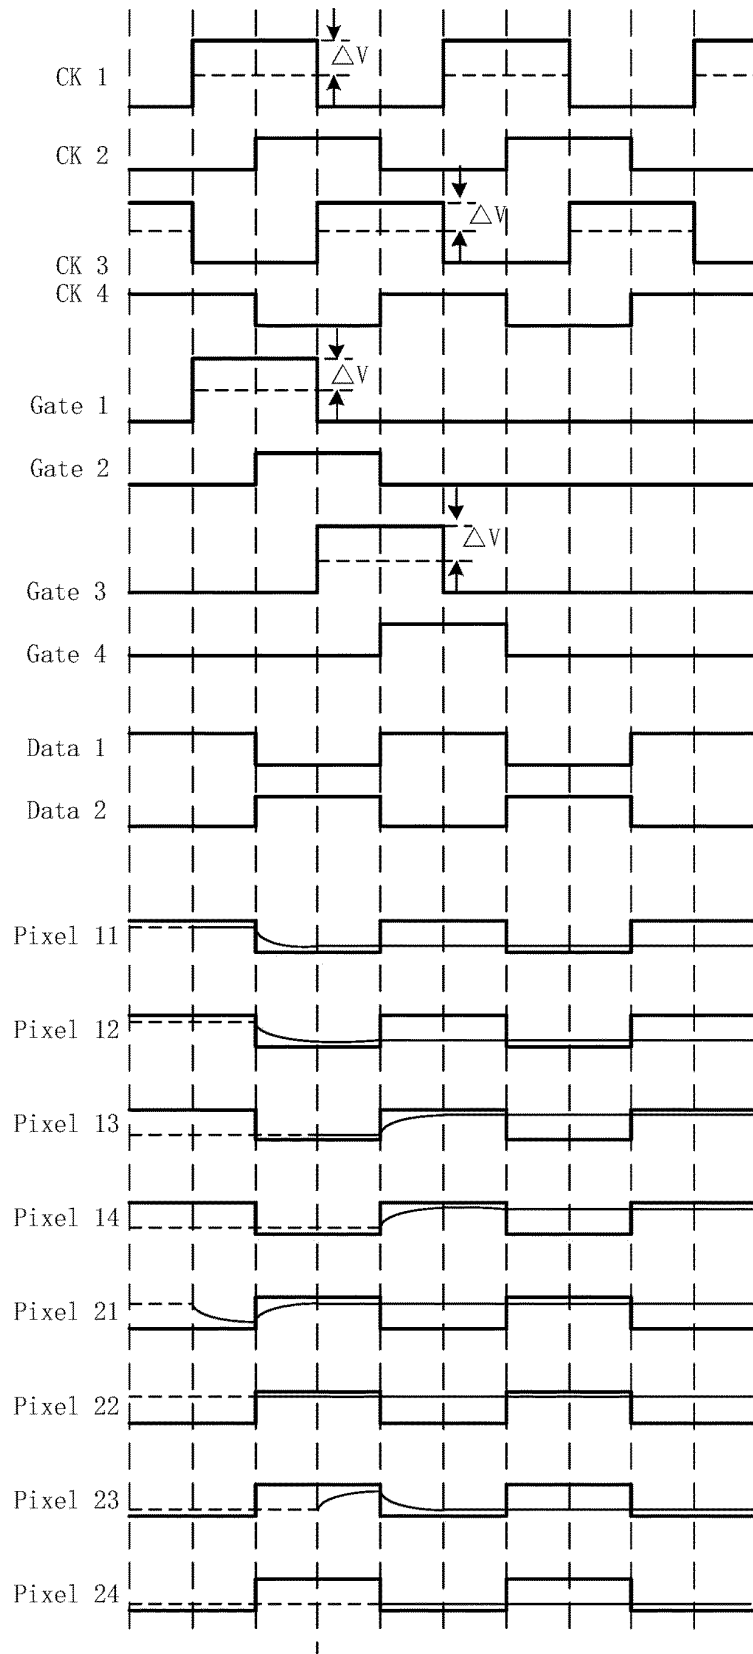 △V
CK 1
CK 2
△V
CK 3
CK 4
△V
Gate 1
Gate 2
△V
Gate 3
Gate 4
Data 1
Data 2
Pixel 11
Pixel 12
Pixel 13
Pixel 14
Pixel 21
Pixel 22
Pixel 23
Pixel 24